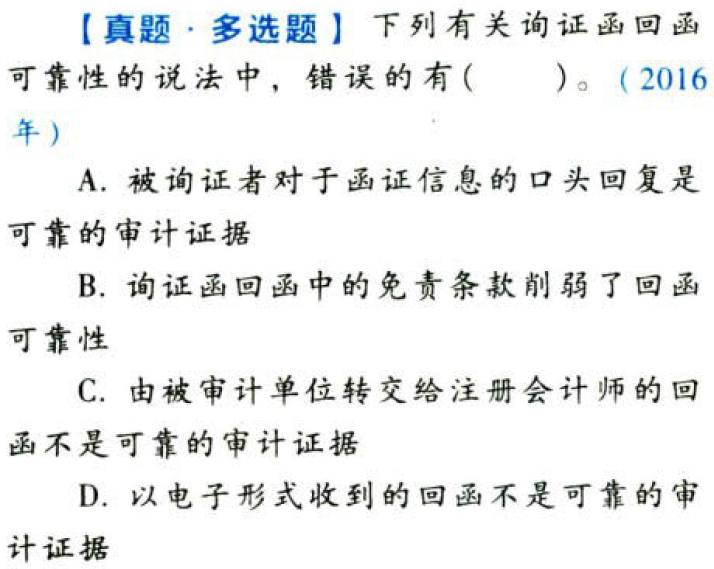 【真题·多选题】下列有关询证函回函
可靠性的说法中，错误的有(　　)。(2016
年)
A. 被询证者对于函证信息的口头回复是
可靠的审计证据
B. 询证函回函中的免责条款削弱了回函
可靠性
C. 由被审计单位转交给注册会计师的回
函不是可靠的审计证据
D. 以电子形式收到的回函不是可靠的审
计证据